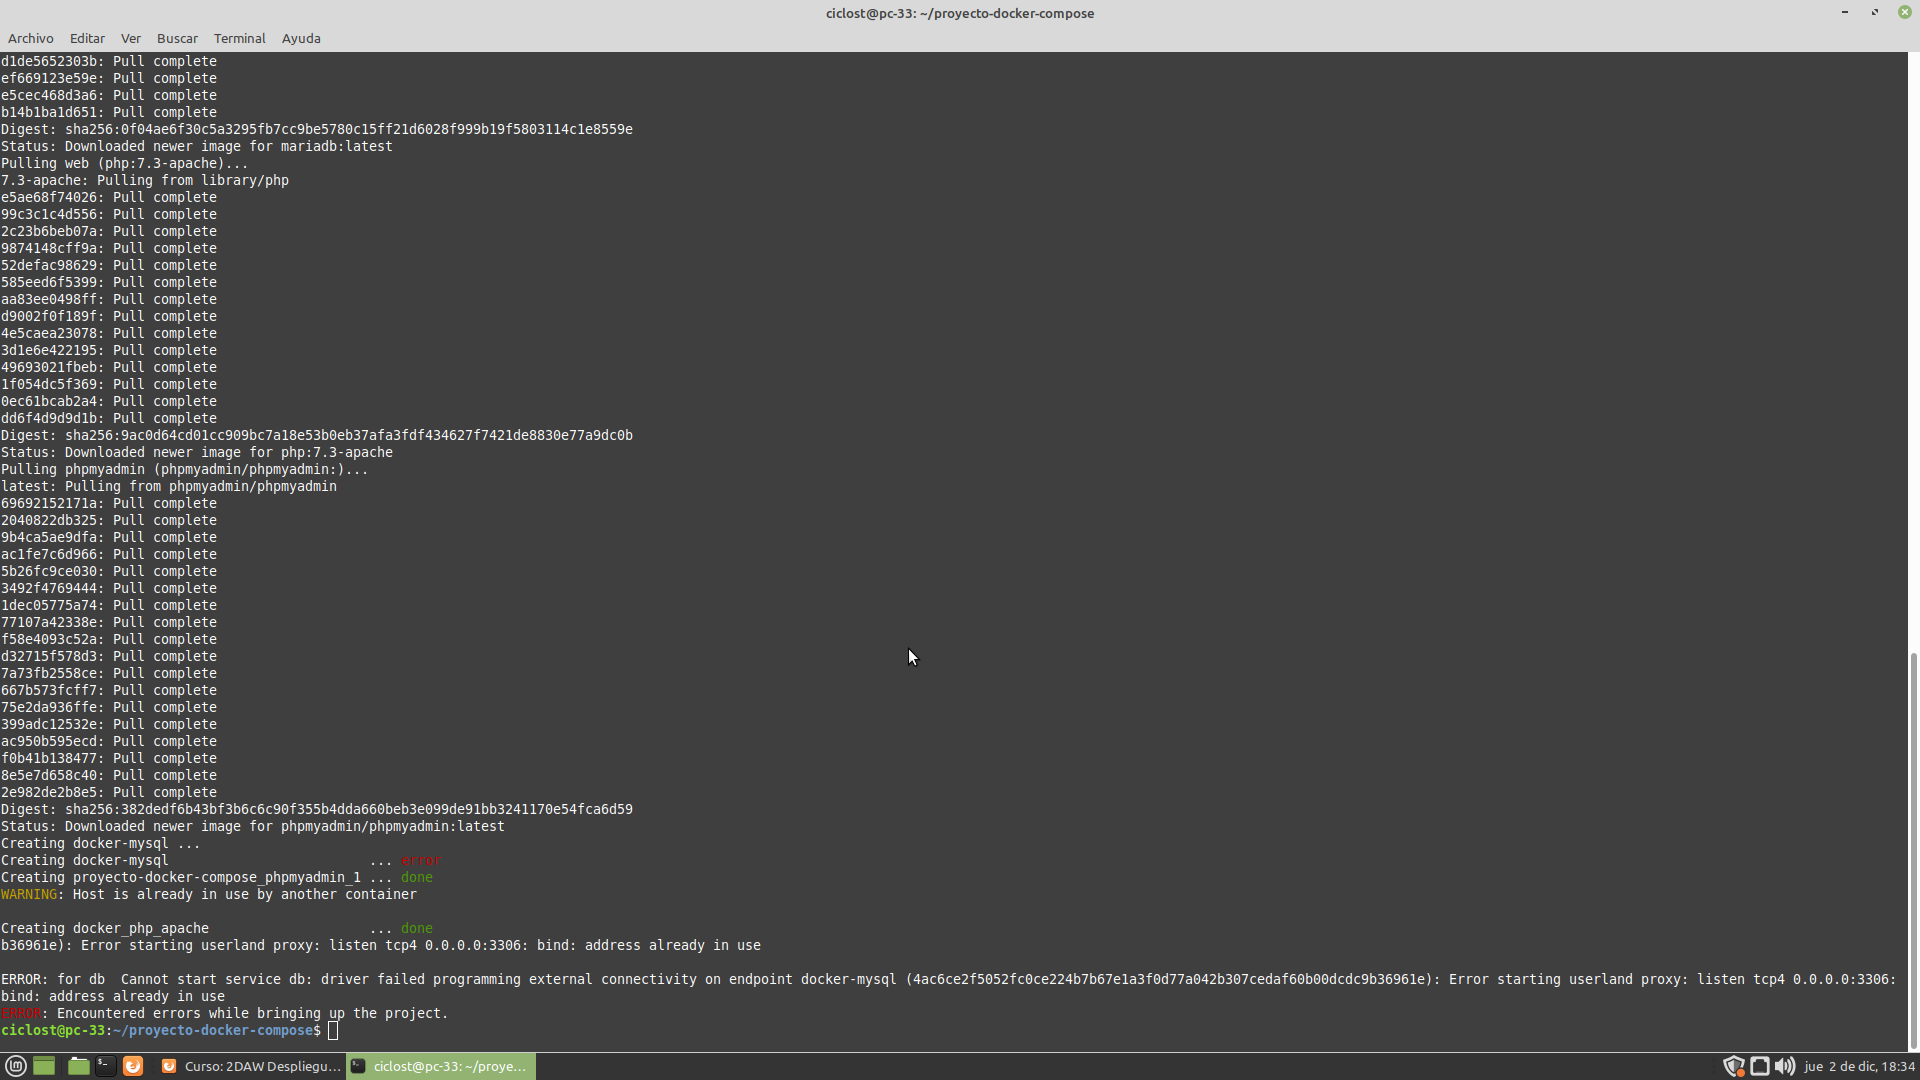 ciclost@pc-33: ~/proyecto-docker-compose
Archivo Editar Ver Buscar Terminal Ayuda
d1de5652303b: Pull complete
ef669123e59e: Pull complete
e5cec468d3a6: Pull complete
b14b1ba1d651: Pull complete
Digest: sha256:0f04ae6f30c5a3295fb7cc9be5780c15ff21d6028f999b19f5803114c1e8559e
Status: Downloaded newer image for mariadb:latest
Pulling web (php:7.3-apache)...
7.3-apache: Pulling from library/php
e5ae68f74026: Pull complete
99c3c1c4d556: Pull complete
2c23b6beb07a: Pull complete
9874148cff9a: Pull complete
52defac98629: Pull complete
585eed6f5399: Pull complete
aa83ee0498ff: Pull complete
d9002f0f189f: Pull complete
4e5caea23078: Pull complete
3d1e6e422195: Pull complete
49693021fbeb: Pull complete
1f054dc5f369: Pull complete
0ec61bcab2a4: Pull complete
dd6f4d9d9d1b: Pull complete
Digest: sha256:9ac0d64cd01cc909bc7a18e53b0eb37afa3fdf434627f7421de8830e77a9dc0b
Status: Downloaded newer image for php:7.3-apache
Pulling phpmyadmin (phpmyadmin/phpmyadmin:)...
latest: Pulling from phpmyadmin/phpmyadmin
69692152171a: Pull complete
2040822db325: Pull complete
9b4ca5ae9dfa: Pull complete
ac1fe7c6d966: Pull complete
5b26fc9ce030: Pull complete
3492f4769444: Pull complete
1dec05775a74: Pull complete
77107a42338e: Pull complete
f58e4093c52a: Pull complete
d32715f578d3: Pull complete
7a73fb2558ce: Pull complete
667b573fcff7: Pull complete
75e2da936ffe: Pull complete
399adc12532e: Pull complete
ac950b595ecd: Pull complete
f0b41b138477: Pull complete
8e5e7d658c40: Pull complete
2e982de2b8e5: Pull complete
Digest: sha256:382dedf6b43bf3b6c6c90f355b4dda660beb3e099de91bb3241170e54fca6d59
Status: Downloaded newer image for phpmyadmin/phpmyadmin:latest
Creating docker-mysql ...
Creating docker-mysql                         ... error
Creating proyecto-docker-compose_phpmyadmin_1 ... done
WARNING: Host is already in use by another container
Creating docker_php_apache                    ... done
b36961e): Error starting userland proxy: listen tcp4 0.0.0.0:3306: bind: address already in use
ERROR: for db  Cannot start service db: driver failed programming external connectivity on endpoint docker-mysql (4ac6ce2f5052fc0ce224b7b67e1a3f0d77a042b307cedaf60b00dcdc9b36961e): Error starting userland proxy: listen tcp4 0.0.0.0:3306:
bind: address already in use
ERROR: Encountered errors while bringing up the project.
ciclost@pc-33:~/proyecto-docker-compose$
Curso: 2DAW Despliegu... ciclost@pc-33: ~/proye... jue 2 de dic, 18:34